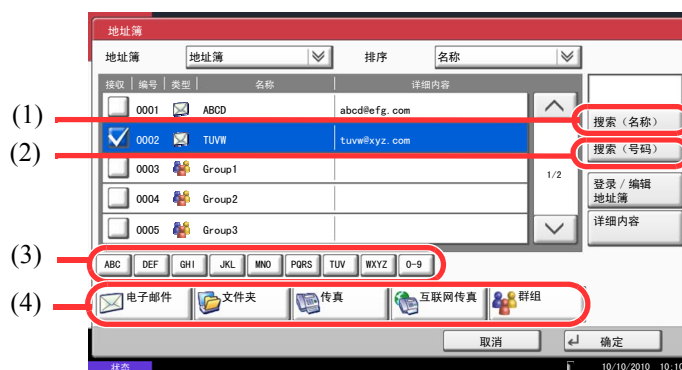 地址簿
地址簿 地址簿 排序 名称
接收 编号 类型 名称 详细内容
0001 ABCD abcd@efg.com
(1) 搜索（名称）
0002 TUVW tuvw@xyz.com
(2) 搜索（号码）
0003 Group1 1/2
0004 Group2 登录 / 编辑
地址簿
0005 Group3 详细内容
(3) ABC DEF GHI JKL MNO PQRS TUV WXYZ 0-9
(4) 电子邮件 文件夹 传真 互联网传真 群组
取消 确定
状态 10/10/2010 10:10